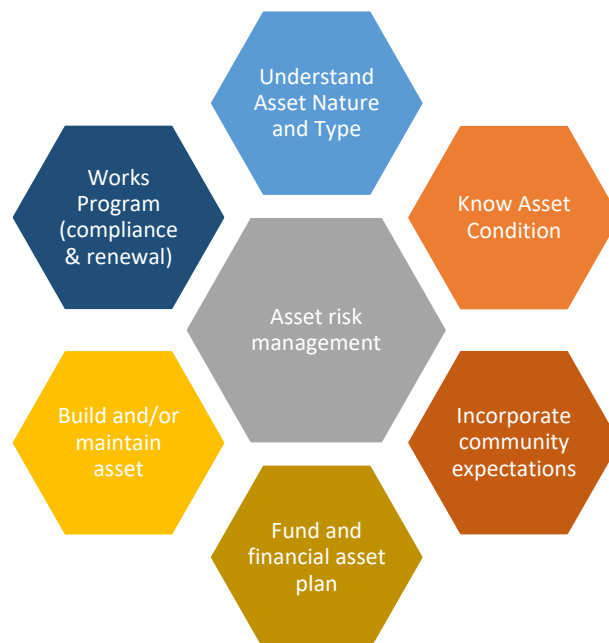 Understand
Asset Nature
and Type
Works
Program
(compliance
& renewal)
Know Asset
Condition
Asset risk
management
Build and/or
maintain
asset
Incorporate
community
expectations
Fund and
financial asset
plan